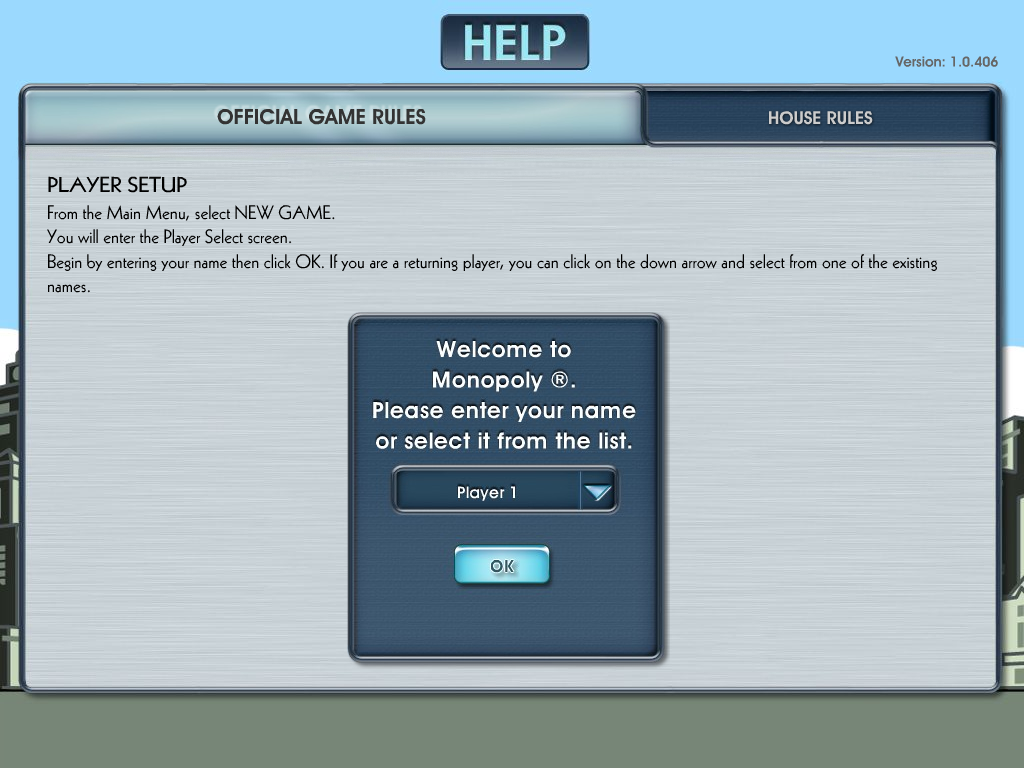 HELP
Version: 1.0.406
OFFICIAL GAME RULES
HOUSE RULES
PLAYER SETUP
From the Main Menu, select NEW GAME.
You will enter the Player Select screen.
Begin by entering your name then click OK. If you are a returning player, you can click on the down arrow and select from one of the existing
names.
Welcome to
Monopoly ®.
Please enter your name
or select it from the list.
Player 1
OK